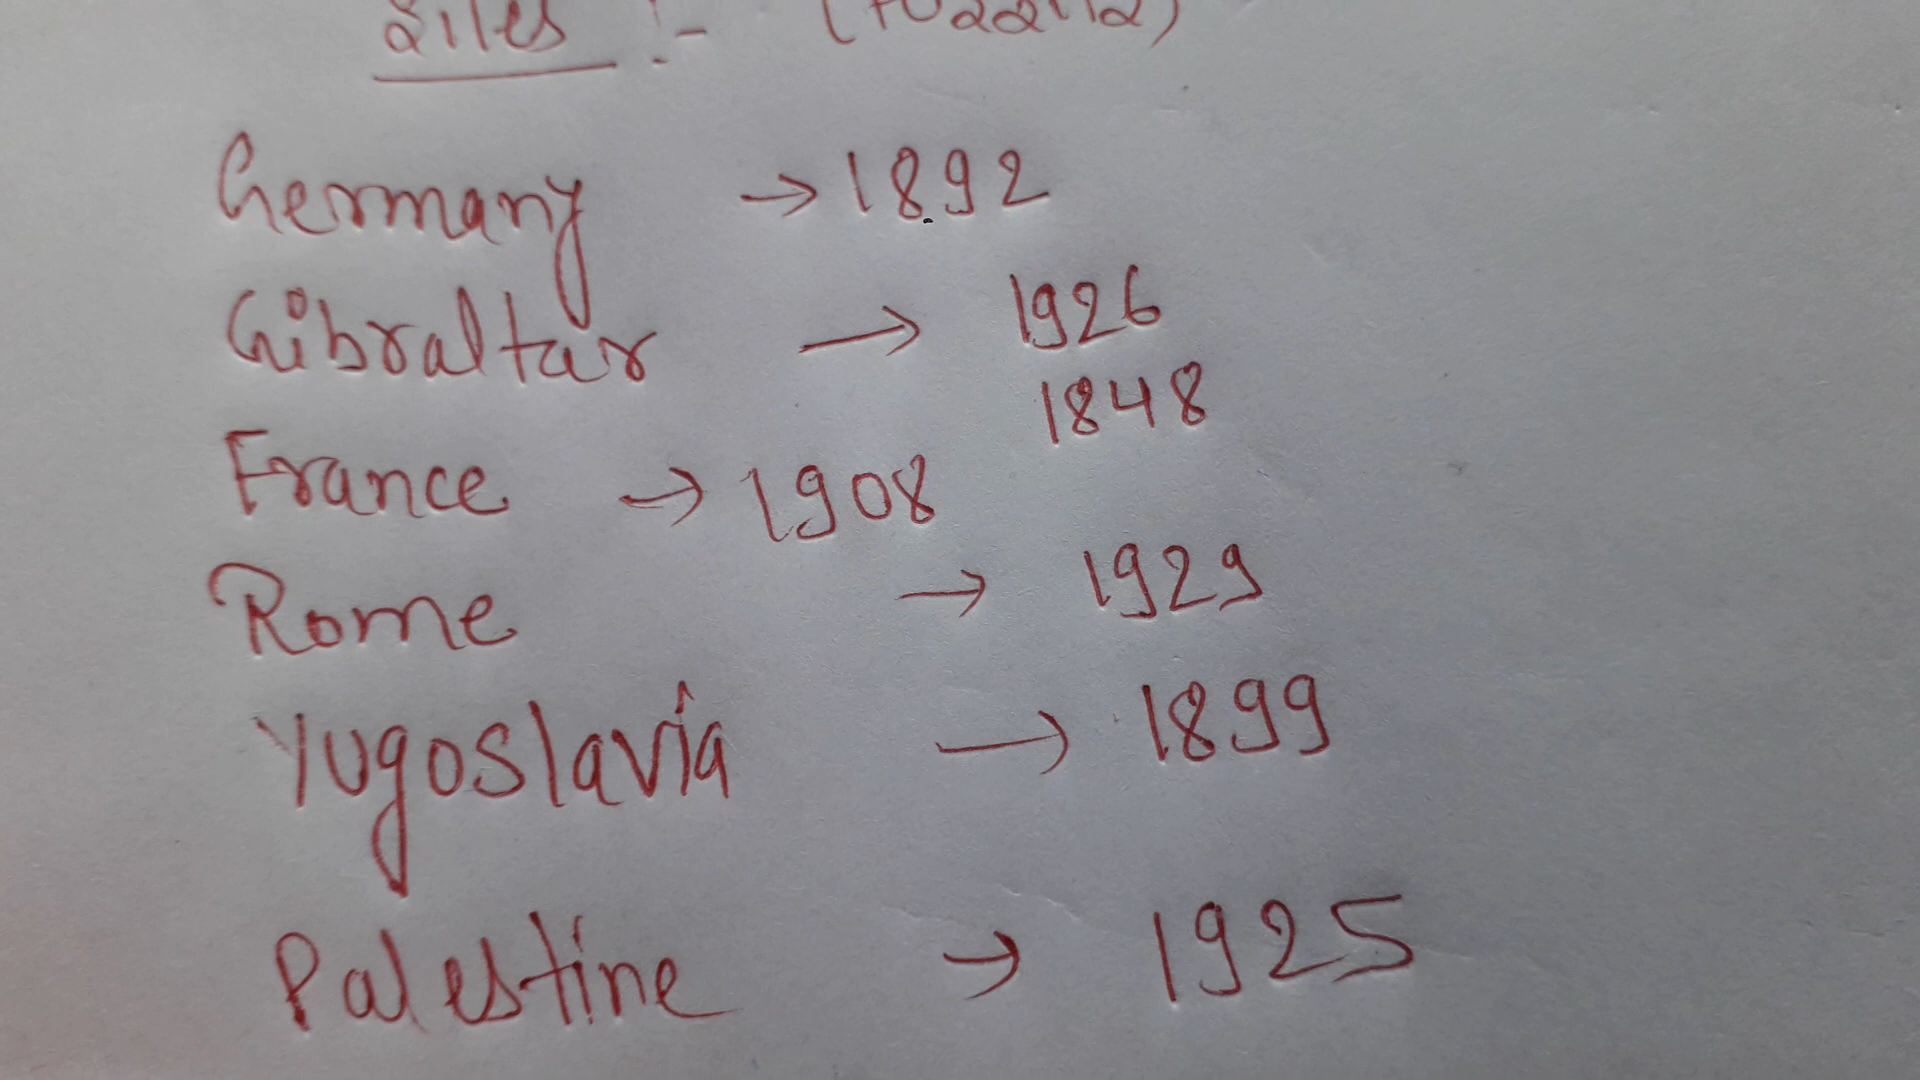 Sites :-
Germany → 1892
Gibraltar → 1926
1848
France → 1908
Rome → 1929
Yugoslavia → 1899
Palestine → 1925